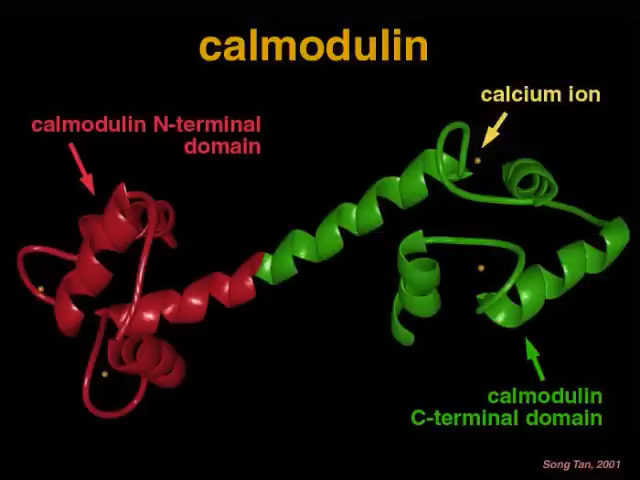 calmodulin
calcium ion
calmodulin N-terminal
domain
calmodulin
C-terminal domain
Song Tan, 2001